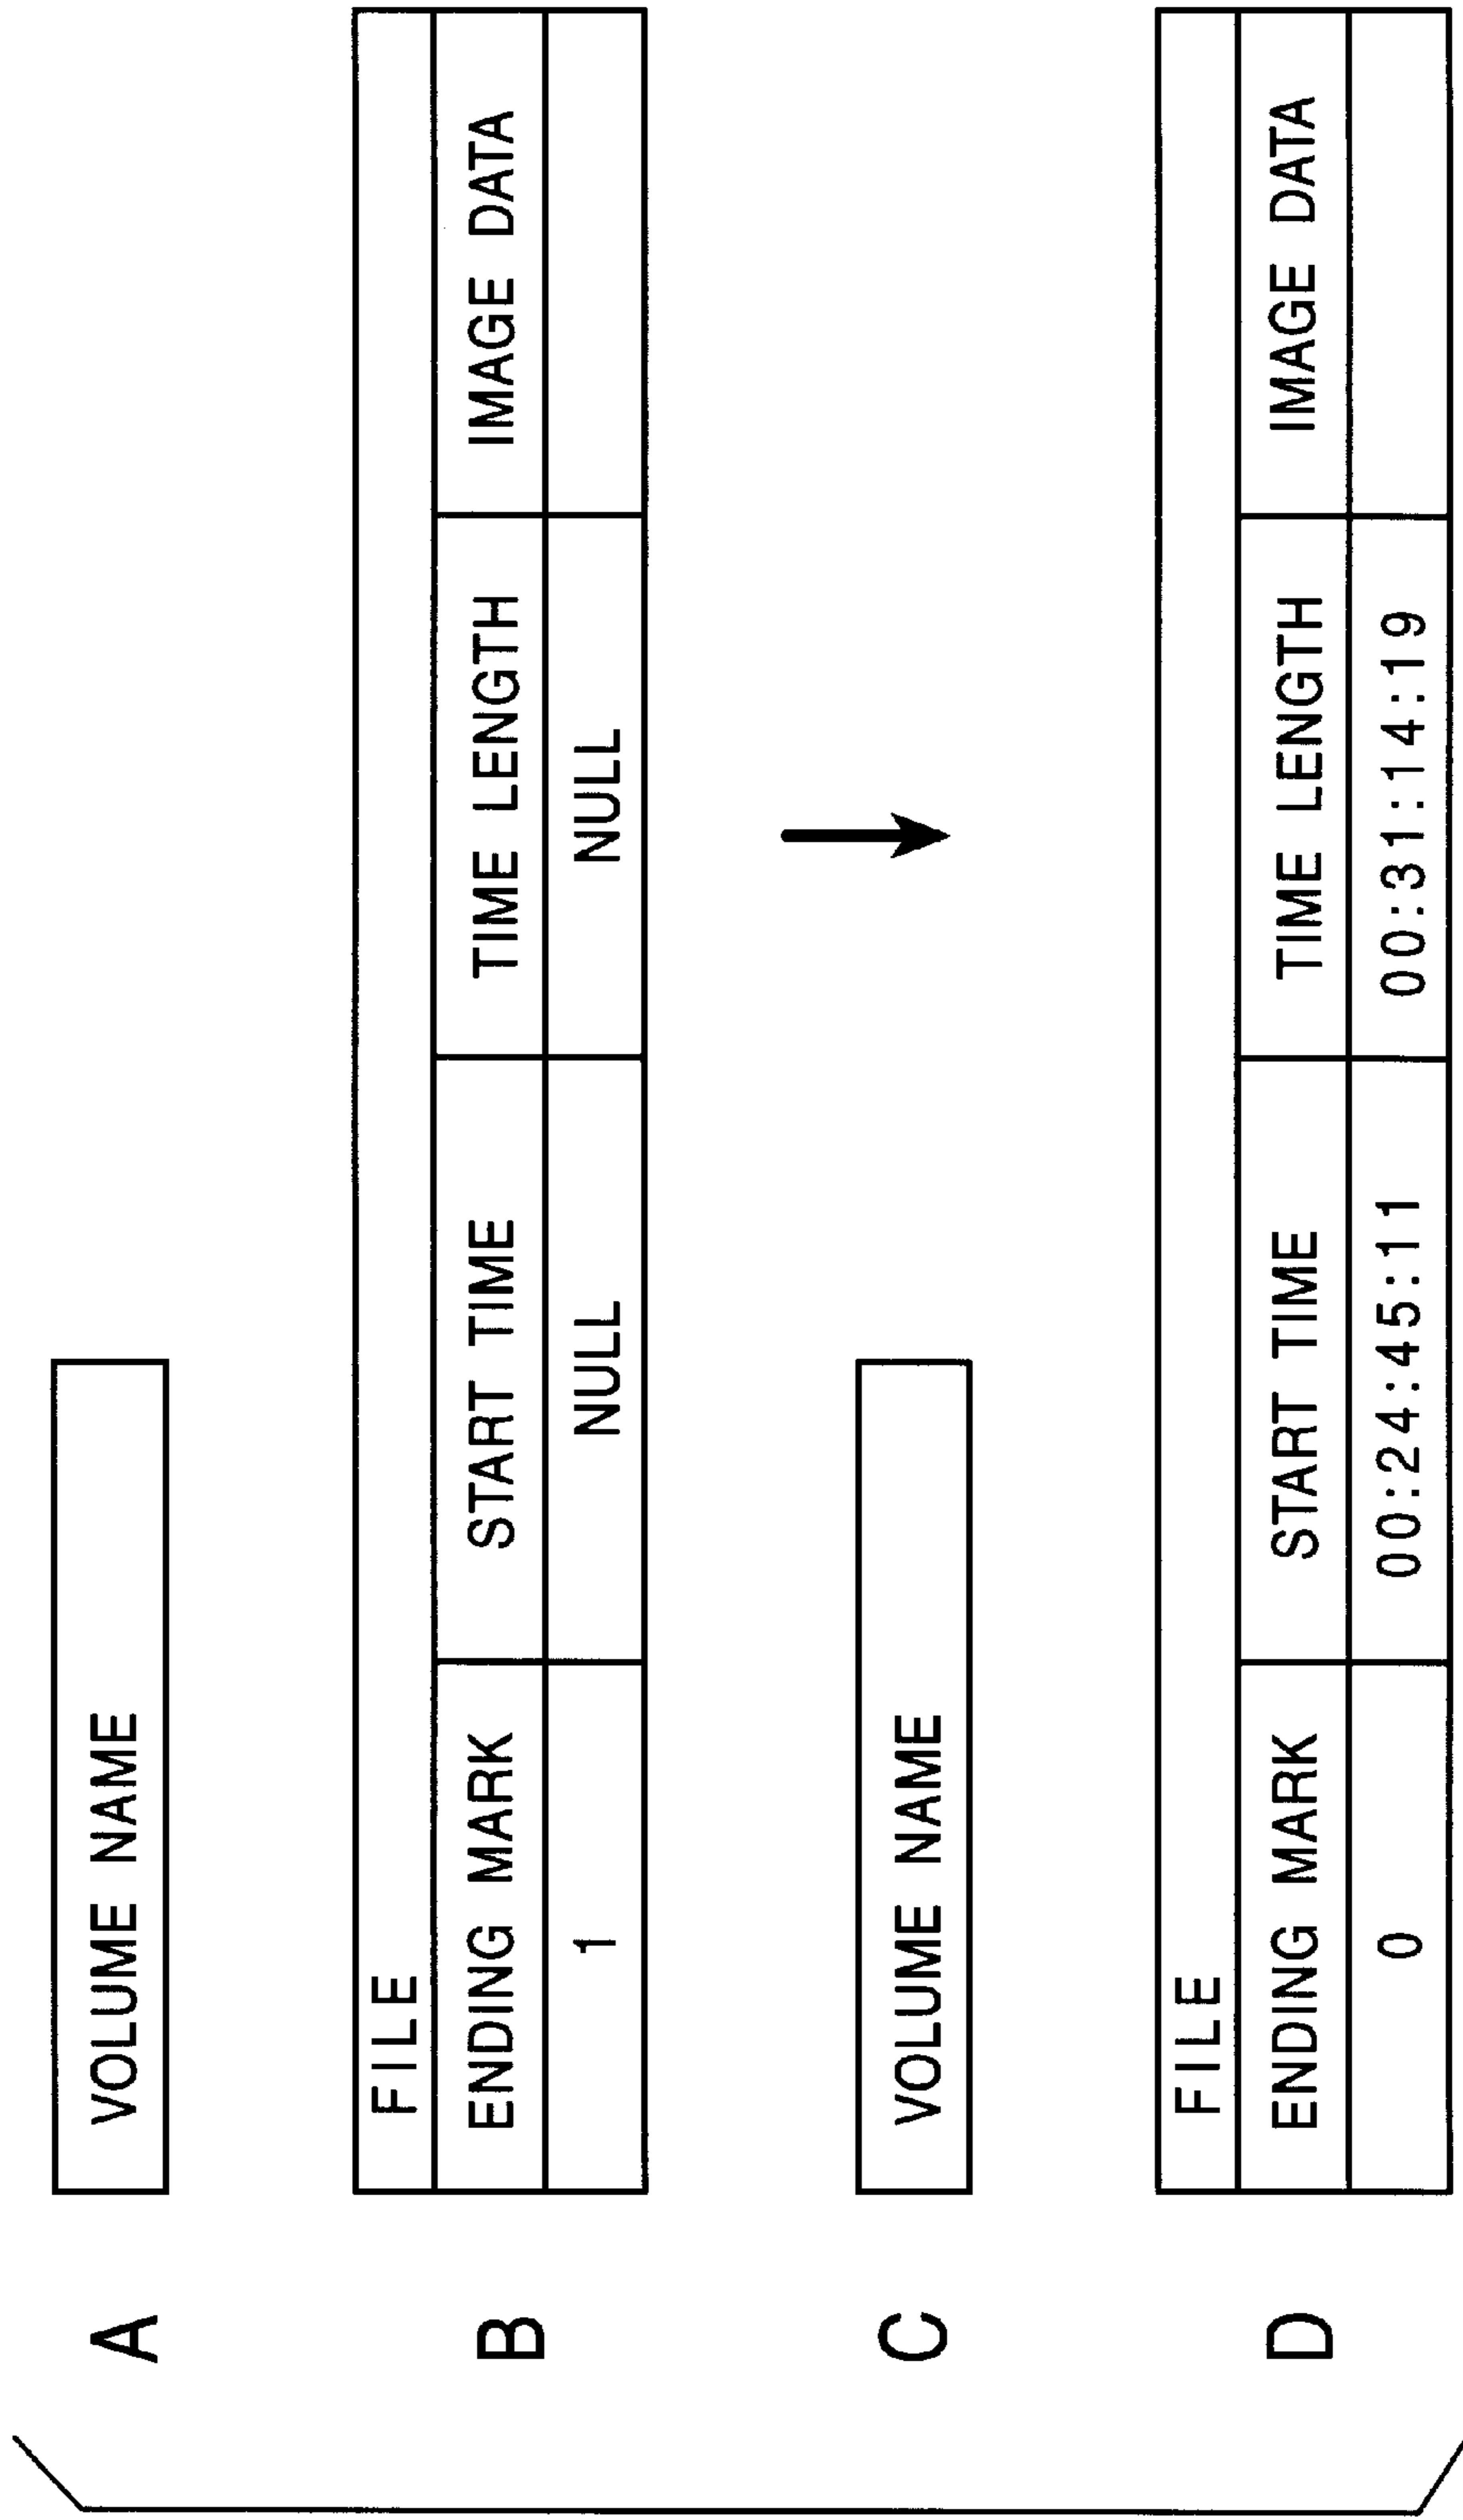 A
VOLUME NAME
B
FILE
ENDING MARK START TIME TIME LENGTH IMAGE DATA
1 NULL NULL
C
VOLUME NAME
D
FILE
ENDING MARK START TIME TIME LENGTH IMAGE DATA
0 00:24:45:11 00:31:14:19